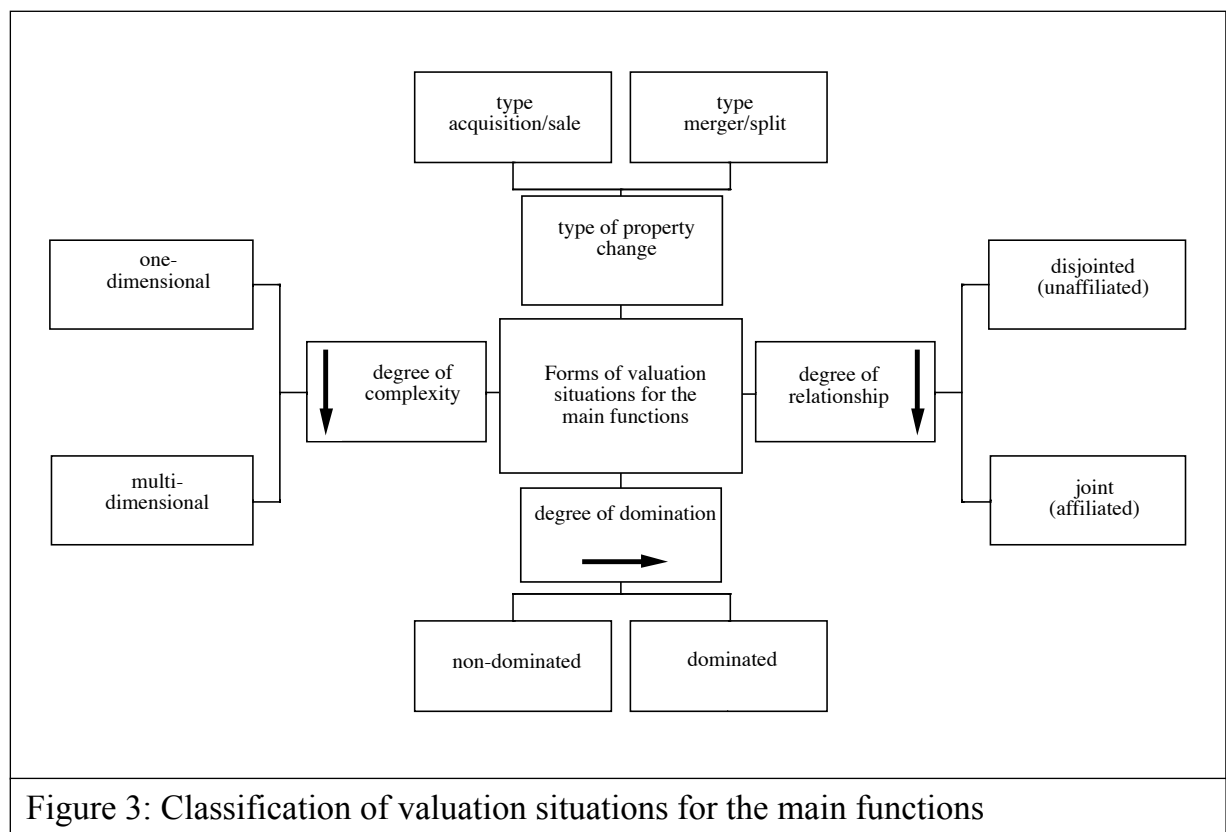 type
acquisition/sale
type
merger/split
type of property
change
one-
dimensional
disjointed
(unaffiliated)
degree of
complexity
Forms of valuation
situations for the
main functions
degree of
relationship
multi-
dimensional
joint
(affiliated)
degree of domination
non-dominated
dominated
Figure 3: Classification of valuation situations for the main functions